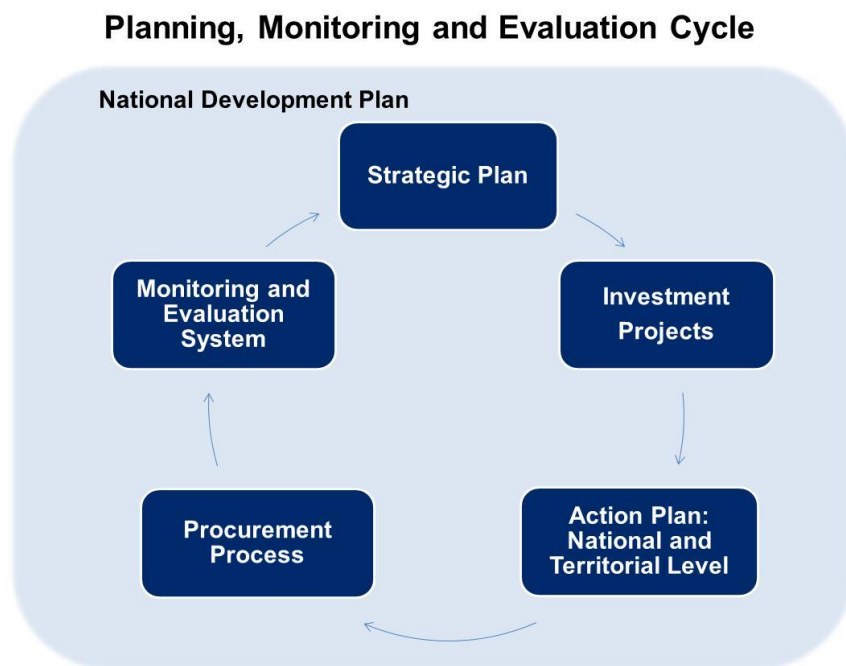 Planning, Monitoring and Evaluation Cycle
National Development Plan
Strategic Plan
Investment
Projects
Action Plan:
National and
Territorial Level
Procurement
Process
Monitoring and
Evaluation
System